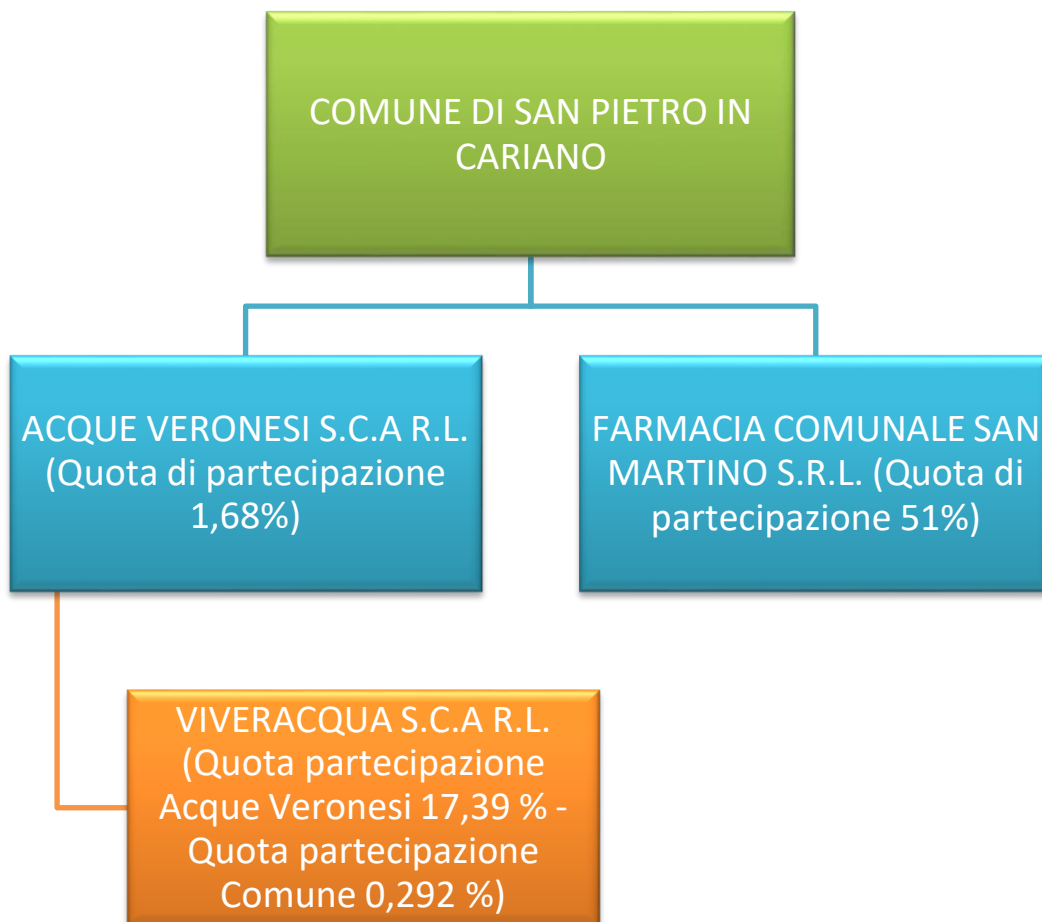 COMUNE DI SAN PIETRO IN
CARIANO
ACQUE VERONESI S.C.A R.L.
(Quota di partecipazione
1,68%)
FARMACIA COMUNALE SAN
MARTINO S.R.L. (Quota di
partecipazione 51%)
VIVERACQUA S.C.A R.L.
(Quota partecipazione
Acque Veronesi 17,39 % -
Quota partecipazione
Comune 0,292 %)